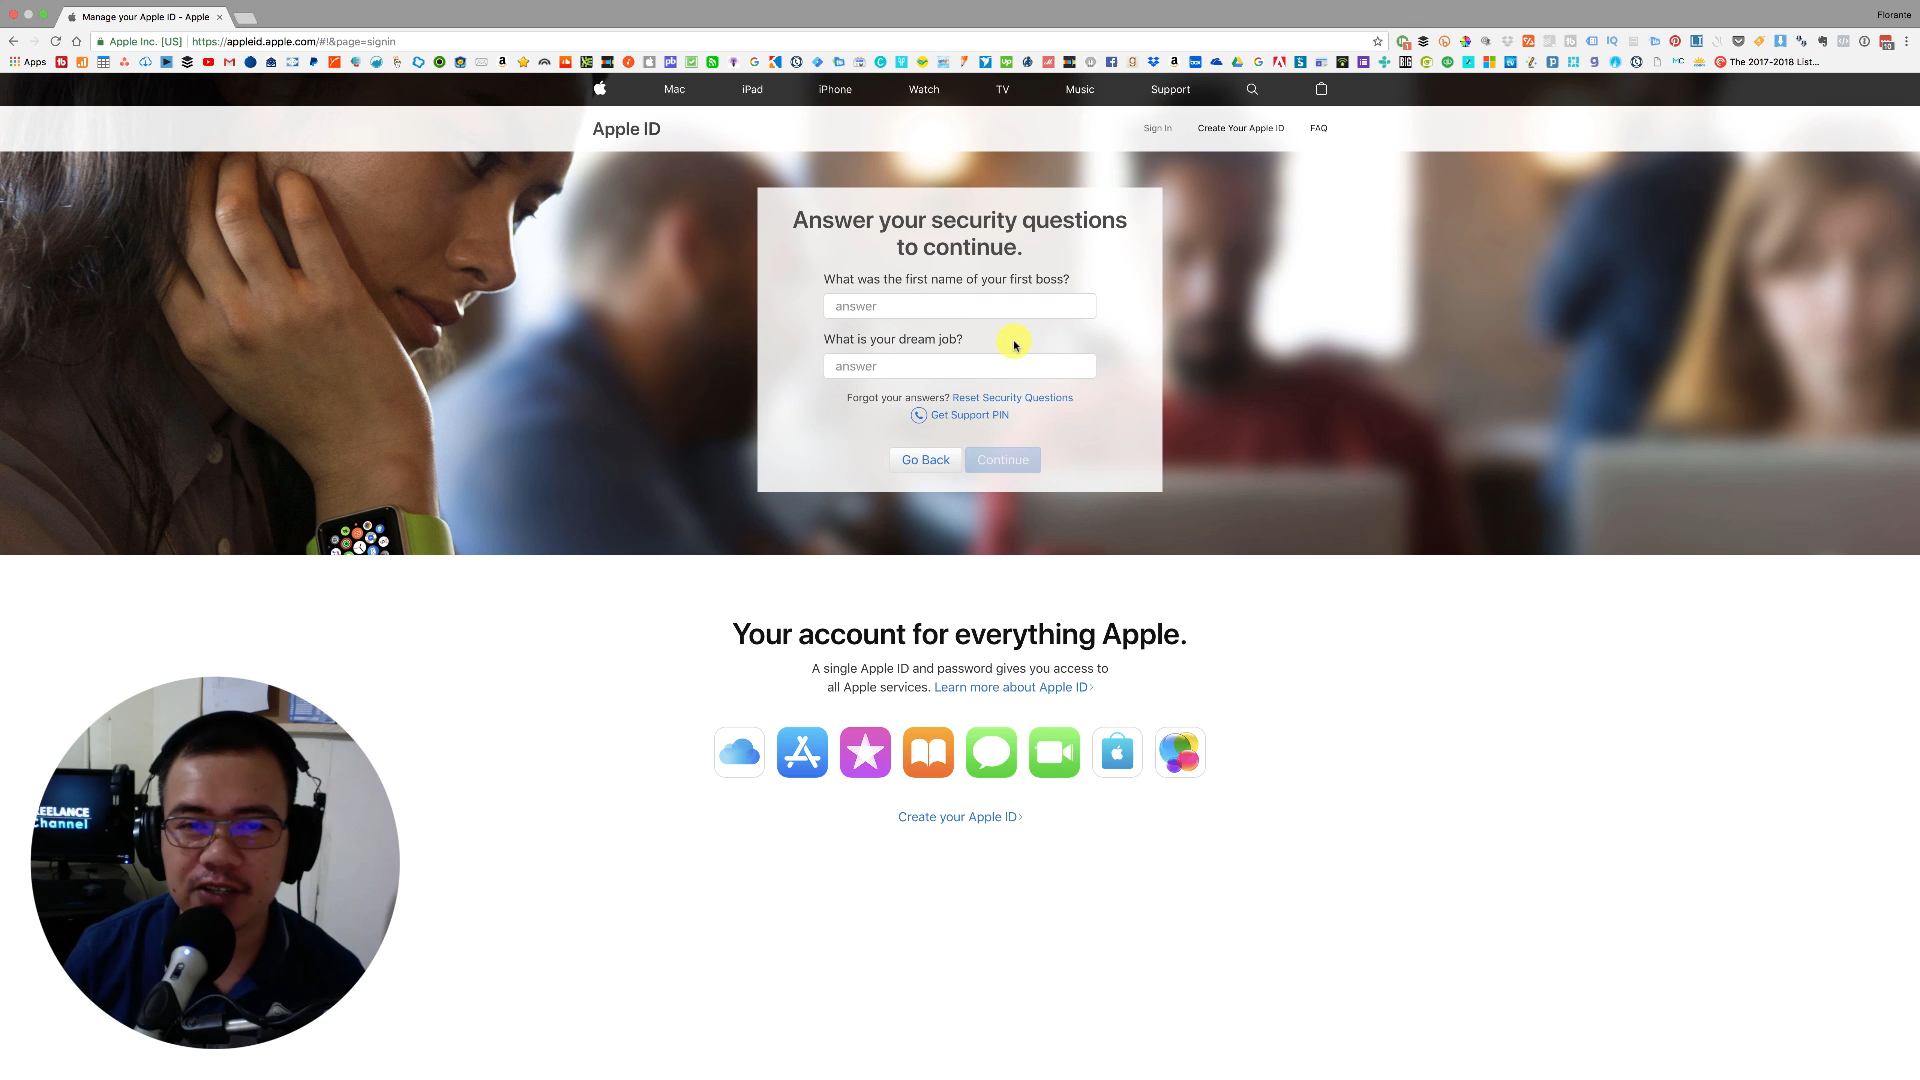 Manage your Apple ID - Apple
Florante
Apple Inc. [US] https://appleid.apple.com/#!&page=signin
Apps
The 2017-2018 List...
Mac iPad iPhone Watch TV Music Support
Apple ID
Sign In Create Your Apple ID FAQ
Answer your security questions
to continue.
What was the first name of your first boss?
answer
What is your dream job?
answer
Forgot your answers? Reset Security Questions
Get Support PIN
Go Back Continue
Your account for everything Apple.
A single Apple ID and password gives you access to
all Apple services. Learn more about Apple ID
Create your Apple ID
REELANCE
Channel